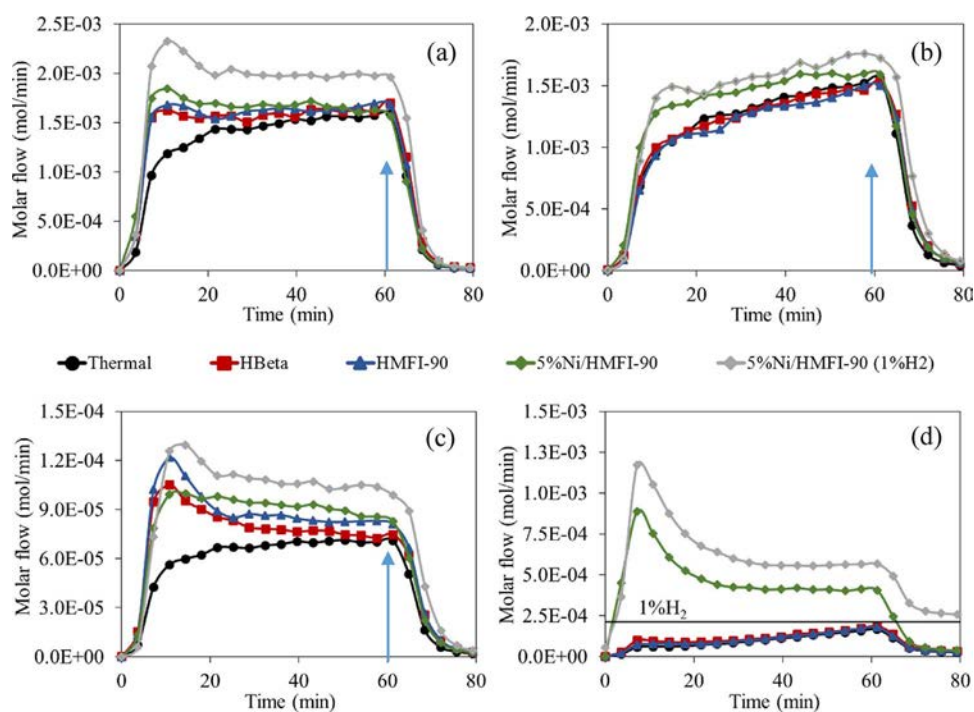 (a)
Molar flow (mol/min)
2.5E-03
2.0E-03
1.5E-03
1.0E-03
5.0E-04
0.0E+00
0 20 40 60 80
Time (min)
(b)
Molar flow (mol/min)
2.0E-03
1.5E-03
1.0E-03
5.0E-04
0.0E+00
0 20 40 60 80
Time (min)
Thermal HBeta HMFI-90 5%Ni/HMFI-90 5%Ni/HMFI-90 (1%H2)
(c)
Molar flow (mol/min)
1.5E-04
1.2E-04
9.0E-05
6.0E-05
3.0E-05
0.0E+00
0 20 40 60 80
Time (min)
(d)
Molar flow (mol/min)
1.5E-03
1.3E-03
1.0E-03
7.5E-04
5.0E-04
2.5E-04
0.0E+00
1%H₂
0 20 40 60 80
Time (min)